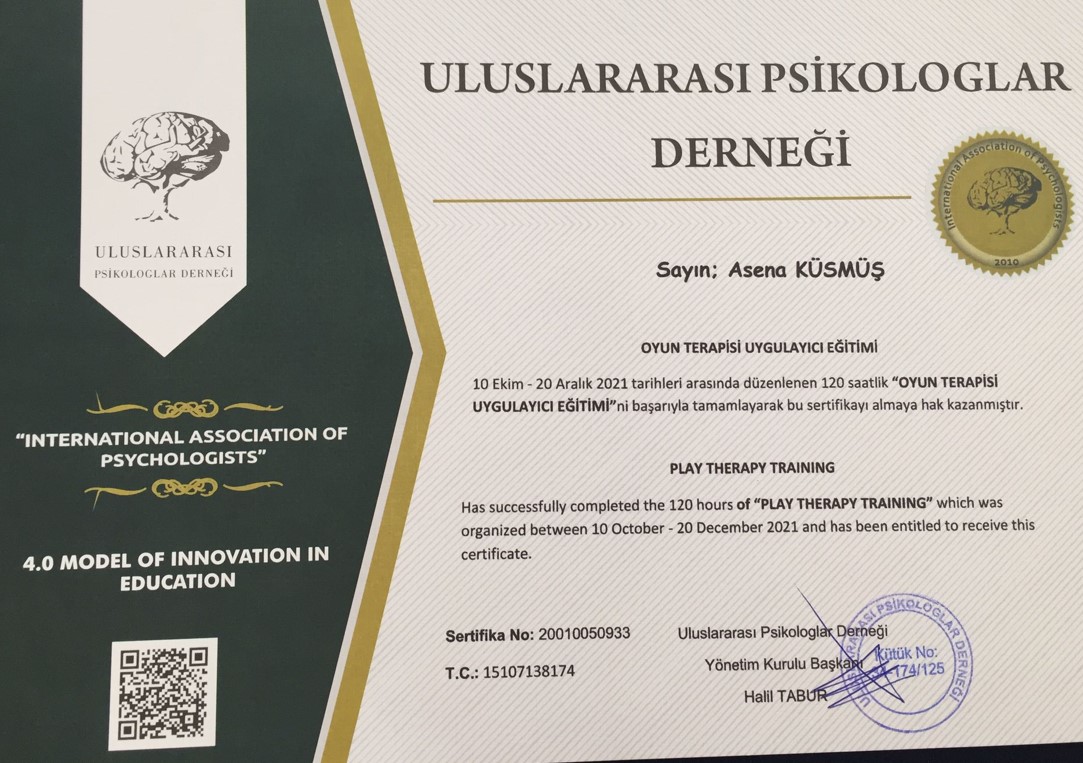 ULUSLARARASI
PSİKOLOGLAR DERNEĞİ
"INTERNATIONAL ASSOCIATION OF
PSYCHOLOGISTS"
4.0 MODEL OF INNOVATION IN
EDUCATION
ULUSLARARASI PSİKOLOGLAR
DERNEĞİ
International Association of Psychologists
2010
Sayın; Asena KÜSMÜŞ
OYUN TERAPİSİ UYGULAYICI EĞİTİMİ
10 Ekim - 20 Aralık 2021 tarihleri arasında düzenlenen 120 saatlik "OYUN TERAPİSİ
UYGULAYICI EĞİTİMİ"ni başarıyla tamamlayarak bu sertifikayı almaya hak kazanmıştır.
PLAY THERAPY TRAINING
Has successfully completed the 120 hours of "PLAY THERAPY TRAINING" which was
organized between 10 October - 20 December 2021 and has been entitled to receive this
certificate.
Sertifika No: 20010050933
T.C.: 15107138174
Uluslararası Psikologlar Derneği
Yönetim Kurulu Başkanı
Halil TABUR
ULUSLARARASI PSİKOLOGLAR DERNEĞİ
Kütük No:
34-174/125